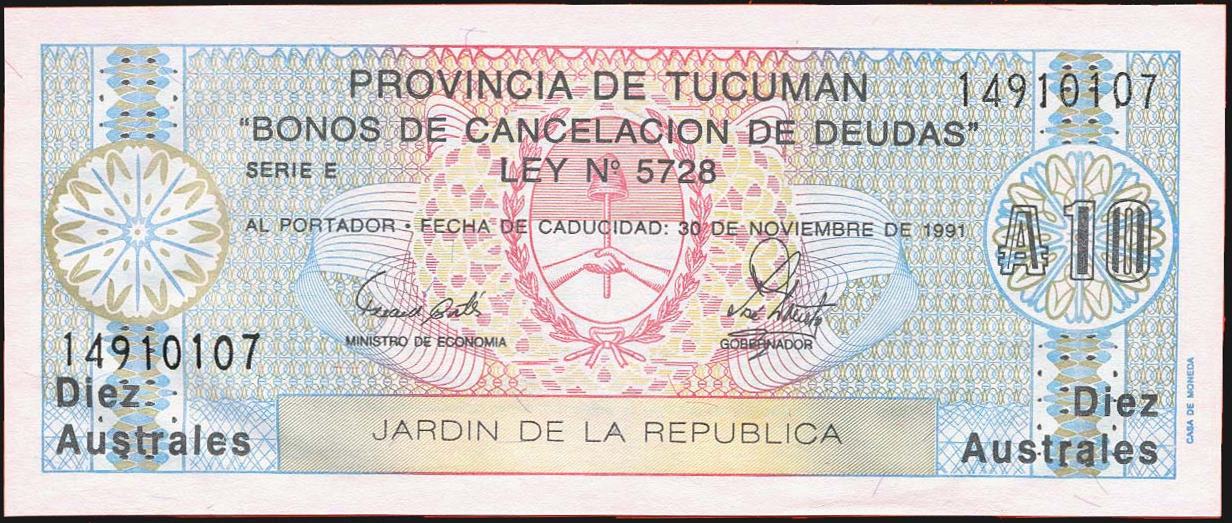 PROVINCIA DE TUCUMAN
14910107
"BONOS DE CANCELACION DE DEUDAS"
SERIE E
LEY Nº 5728
AL PORTADOR • FECHA DE CADUCIDAD: 30 DE NOVIEMBRE DE 1991
₳ 10
MINISTRO DE ECONOMIA
GOBERNADOR
14910107
Diez
Australes
Diez
Australes
JARDIN DE LA REPUBLICA
CASA DE MONEDA